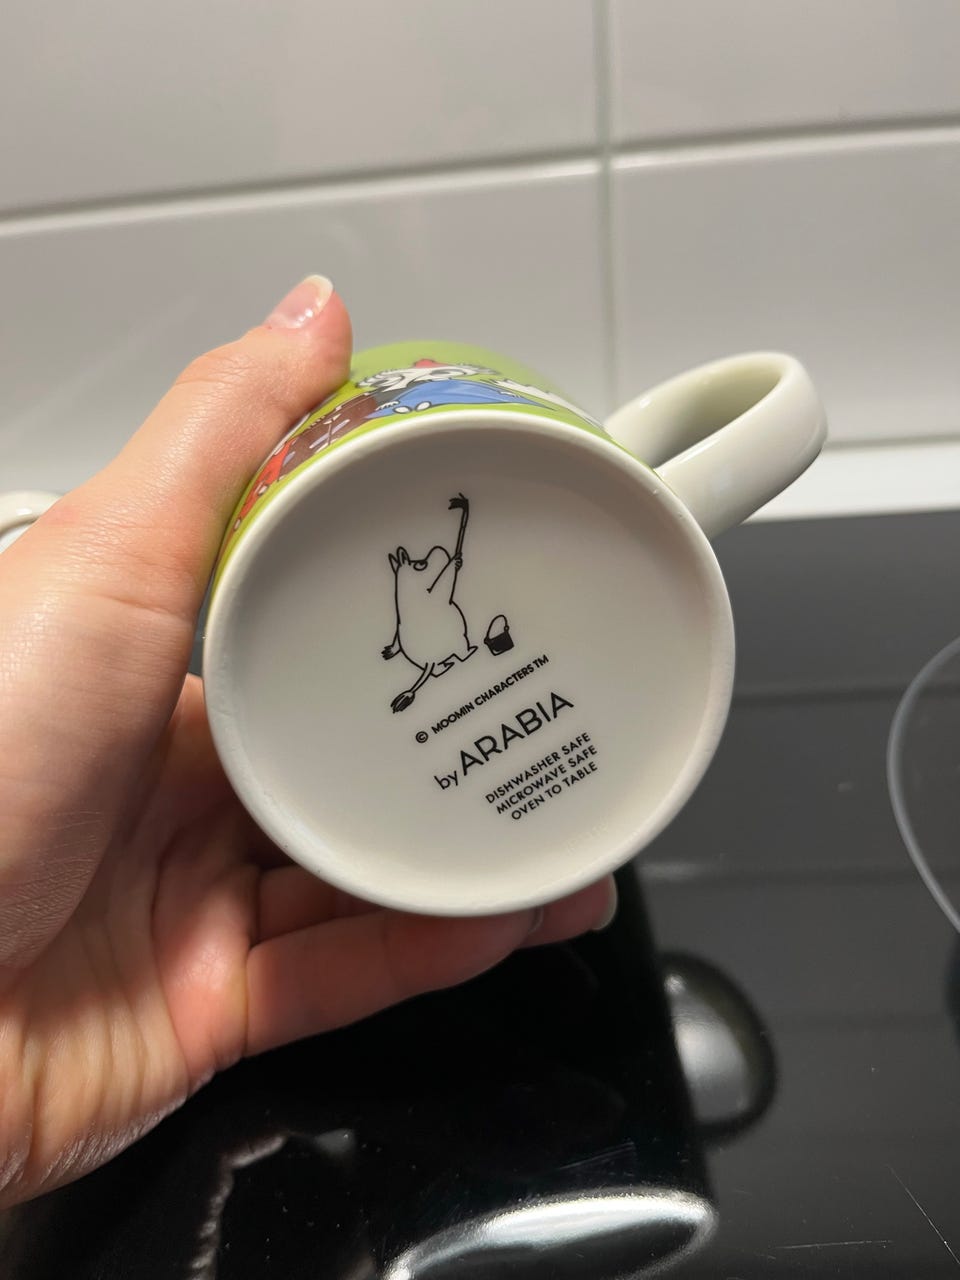 © MOOMIN CHARACTERS TM
by ARABIA
DISHWASHER SAFE
MICROWAVE SAFE
OVEN TO TABLE